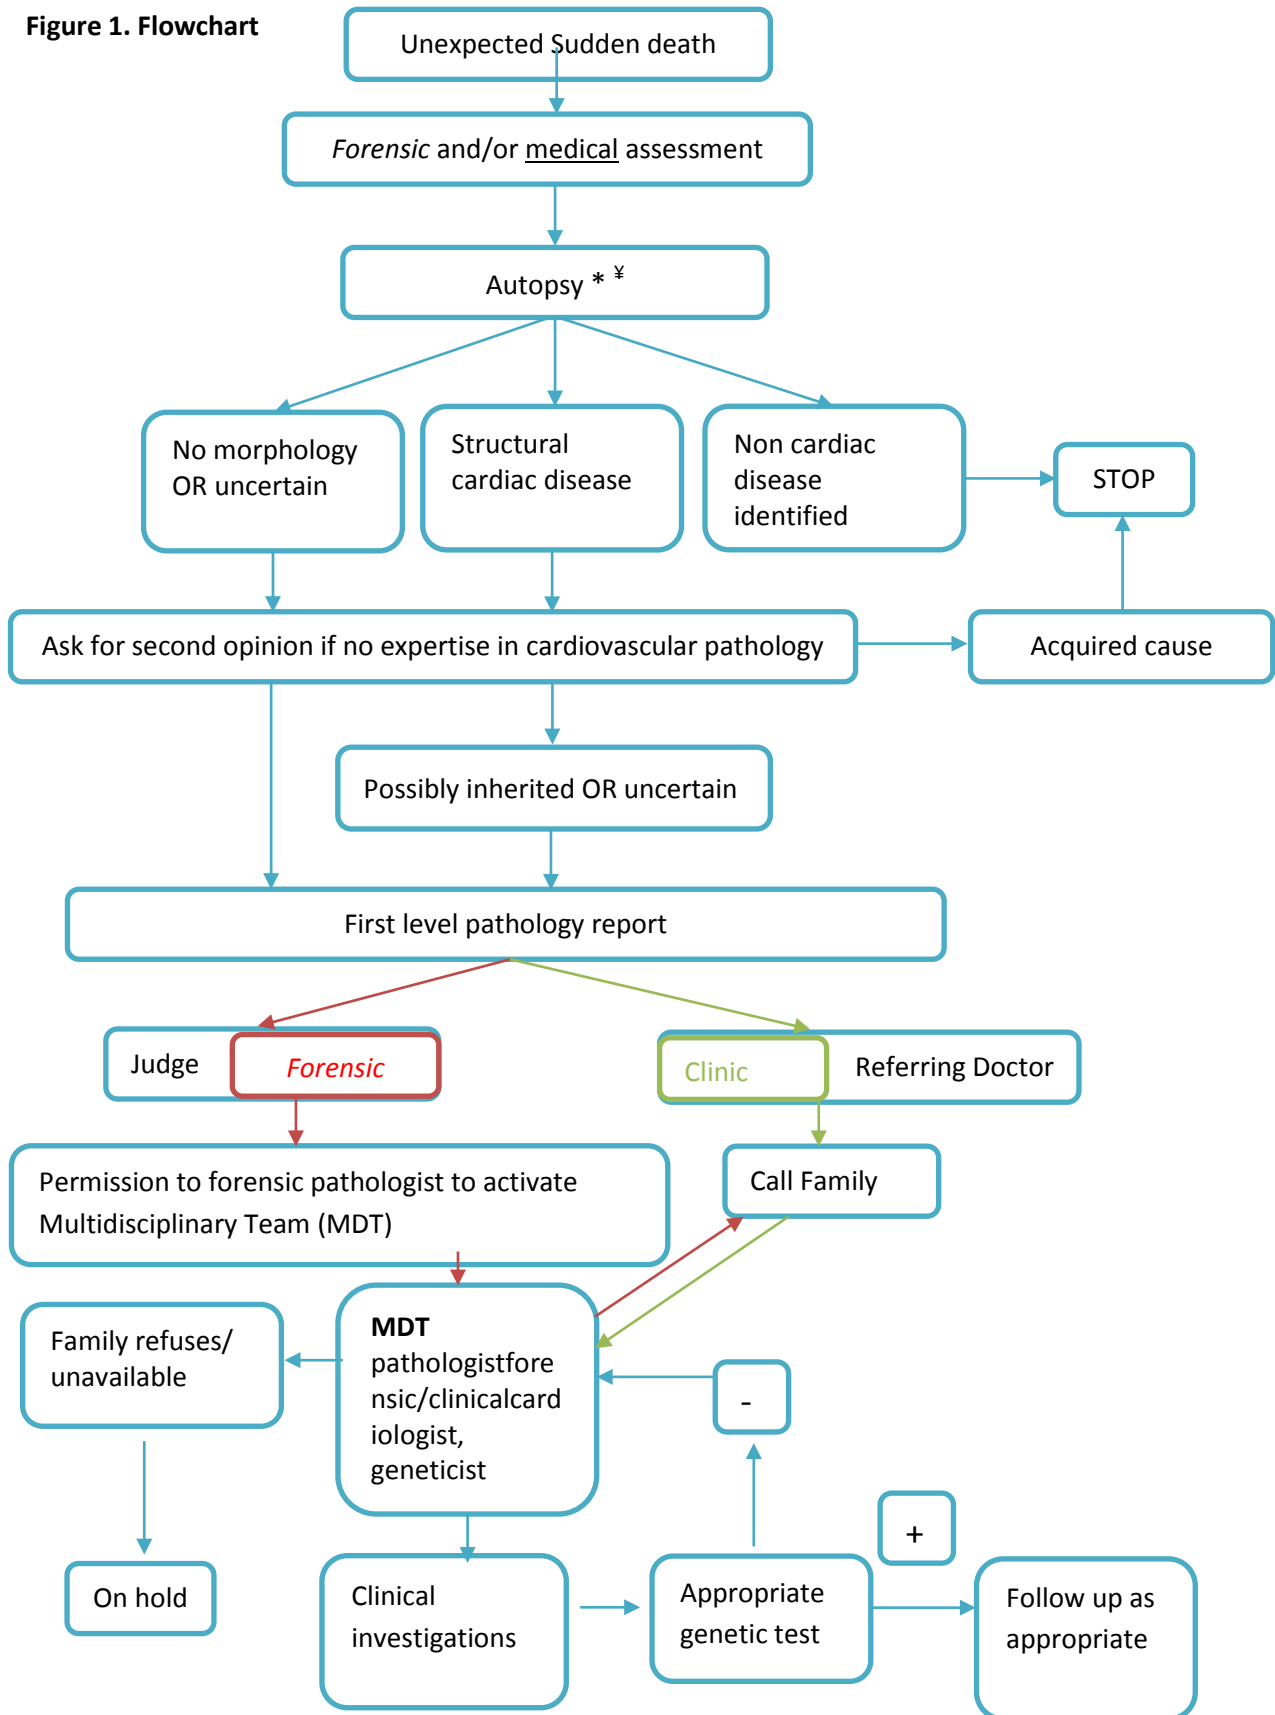 Figure 1. Flowchart
Unexpected Sudden death
Forensic and/or medical assessment
Autopsy * ¥
No morphology
OR uncertain
Structural
cardiac disease
Non cardiac
disease
identified
STOP
Ask for second opinion if no expertise in cardiovascular pathology
Acquired cause
Possibly inherited OR uncertain
First level pathology report
Judge
Forensic
Clinic
Referring Doctor
Permission to forensic pathologist to activate
Multidisciplinary Team (MDT)
Call Family
Family refuses/
unavailable
MDT
pathologistfore
nsic/clinicalcard
iologist,
geneticist
-
+
On hold
Clinical
investigations
Appropriate
genetic test
Follow up as
appropriate